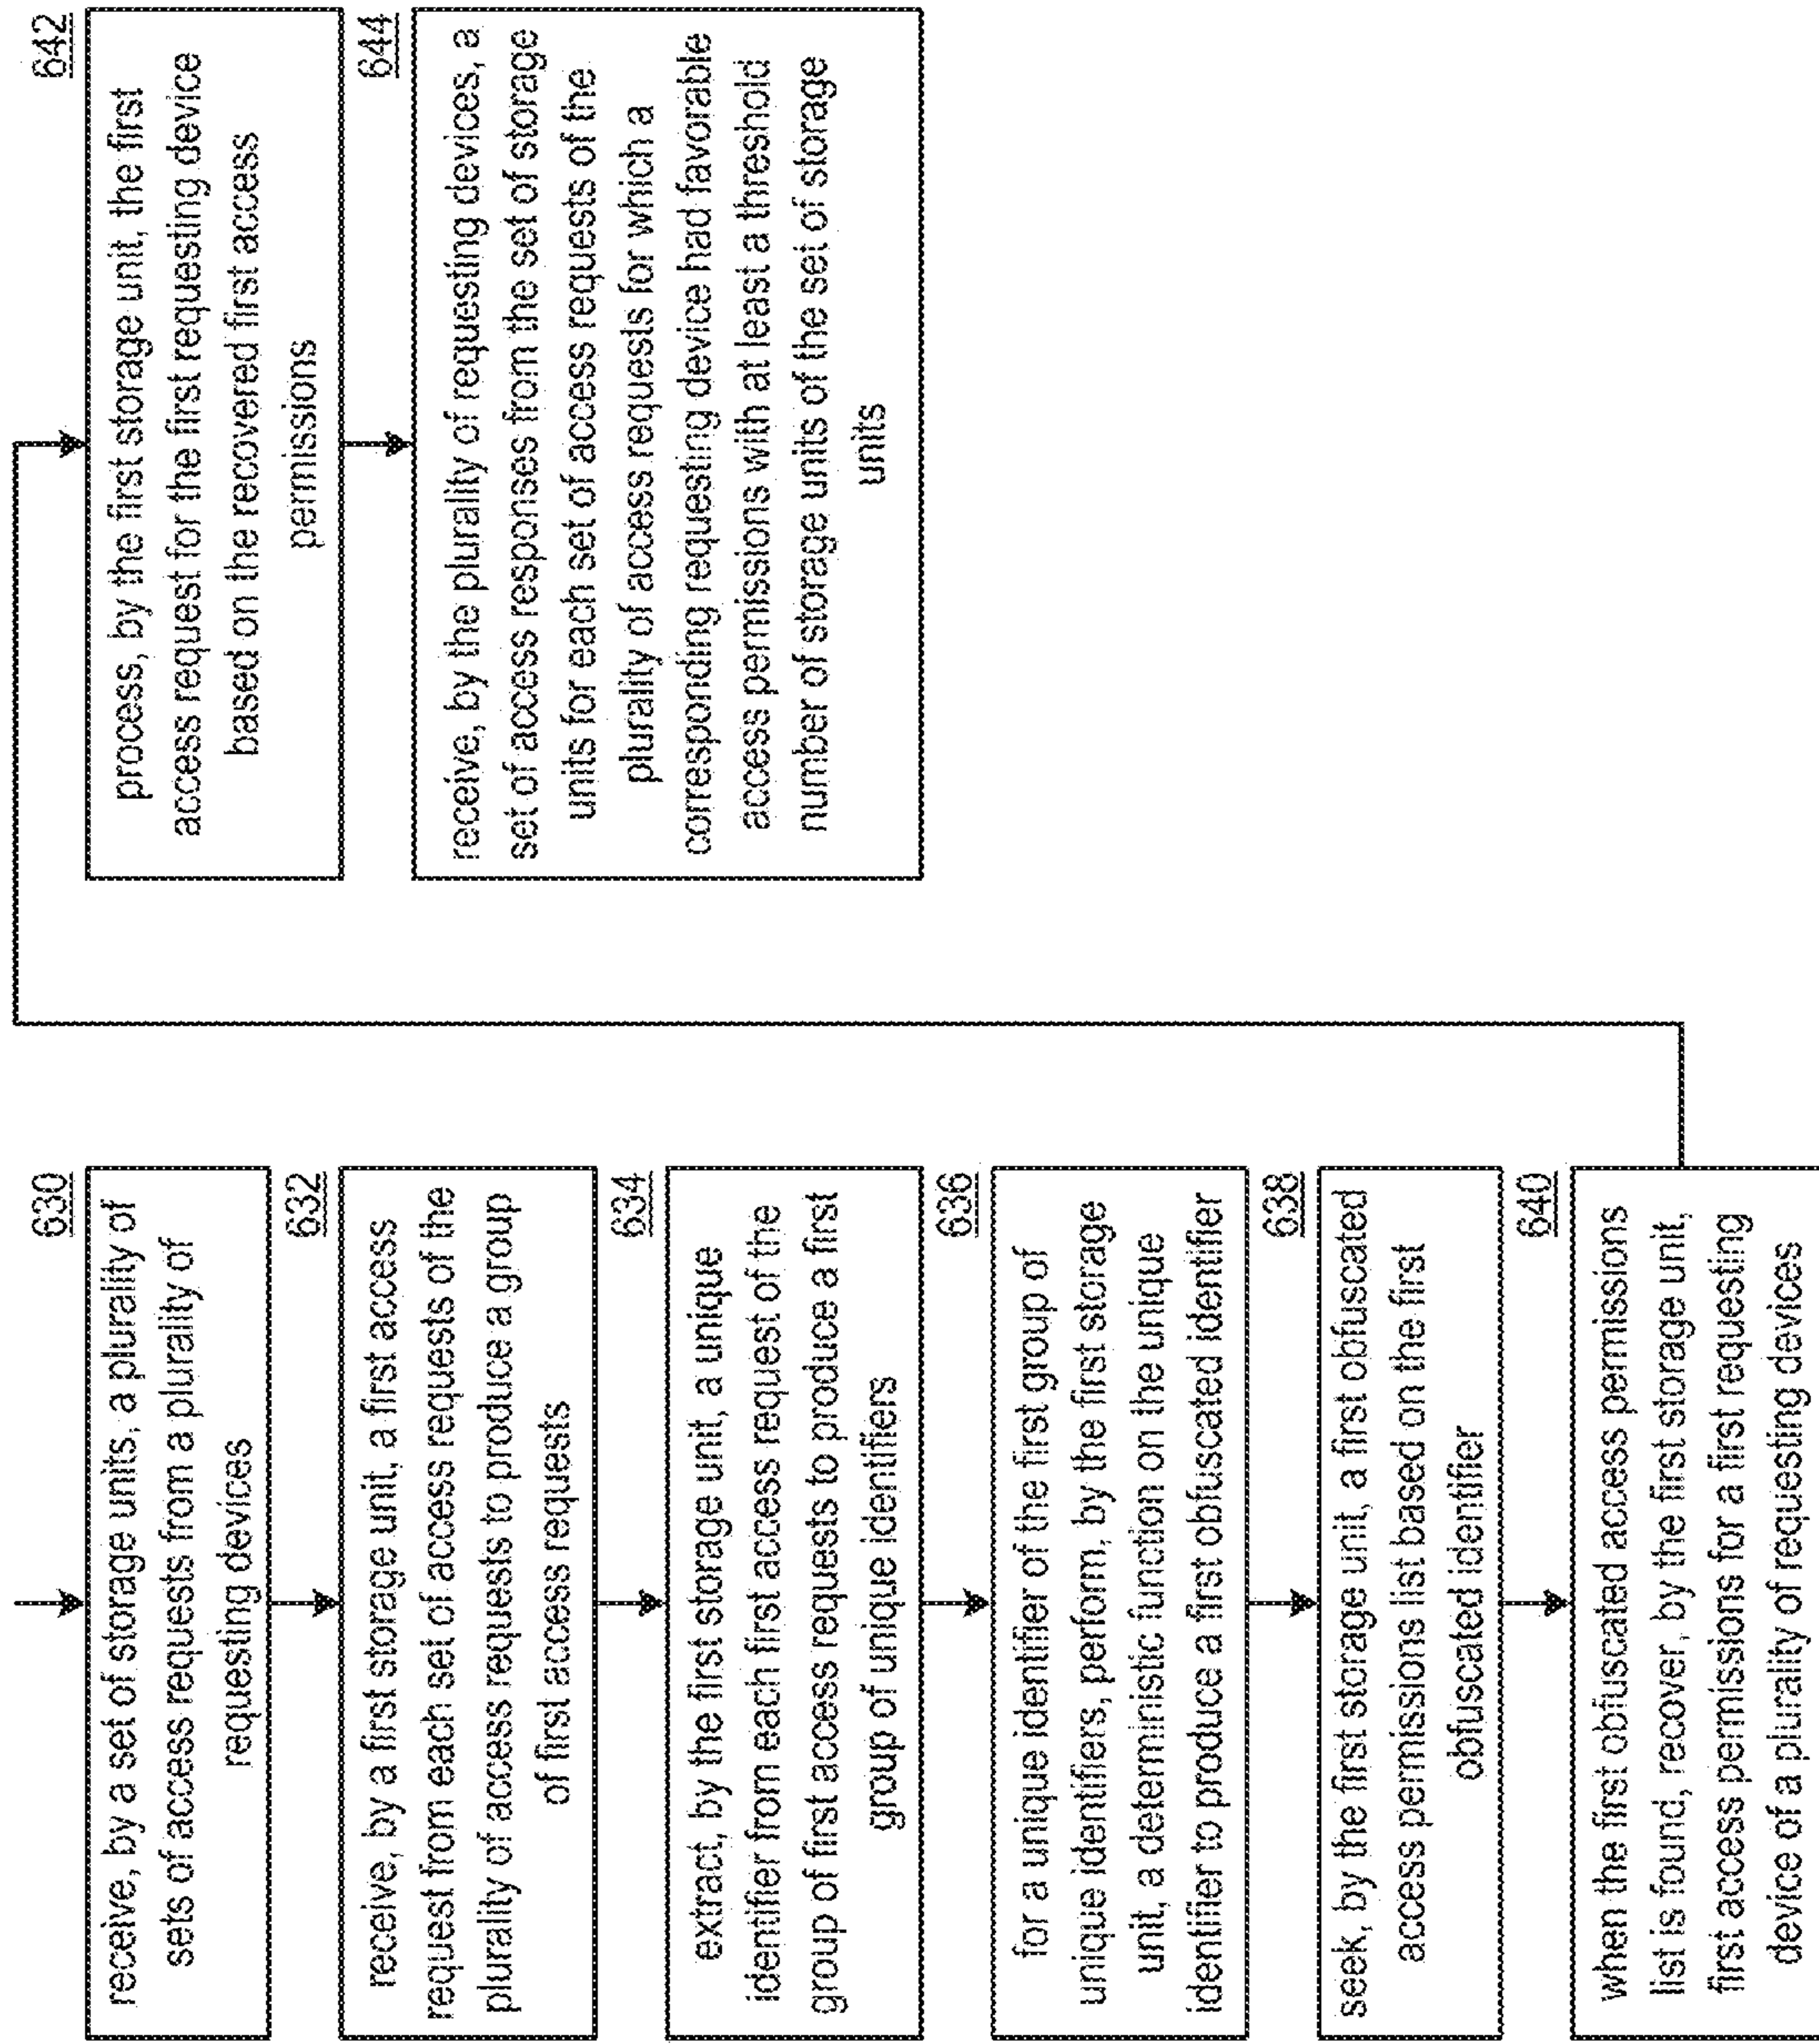 630
receive, by a set of storage units, a plurality of
sets of access requests from a plurality of
requesting devices
632
receive, by a first storage unit, a first access
request from each set of access requests of the
plurality of access requests to produce a group
of first access requests
634
extract, by the first storage unit, a unique
identifier from each first access request of the
group of first access requests to produce a first
group of unique identifiers
636
for a unique identifier of the first group of
unique identifiers, perform, by the first storage
unit, a deterministic function on the unique
identifier to produce a first obfuscated identifier
638
seek, by the first storage unit, a first obfuscated
access permissions list based on the first
obfuscated identifier
640
when the first obfuscated access permissions
list is found, recover, by the first storage unit,
first access permissions for a first requesting
device of a plurality of requesting devices
642
process, by the first storage unit, the first
access request for the first requesting device
based on the recovered first access
permissions
644
receive, by the plurality of requesting devices, a
set of access responses from the set of storage
units for each set of access requests of the
plurality of access requests for which a
corresponding requesting device had favorable
access permissions with at least a threshold
number of storage units of the set of storage
units